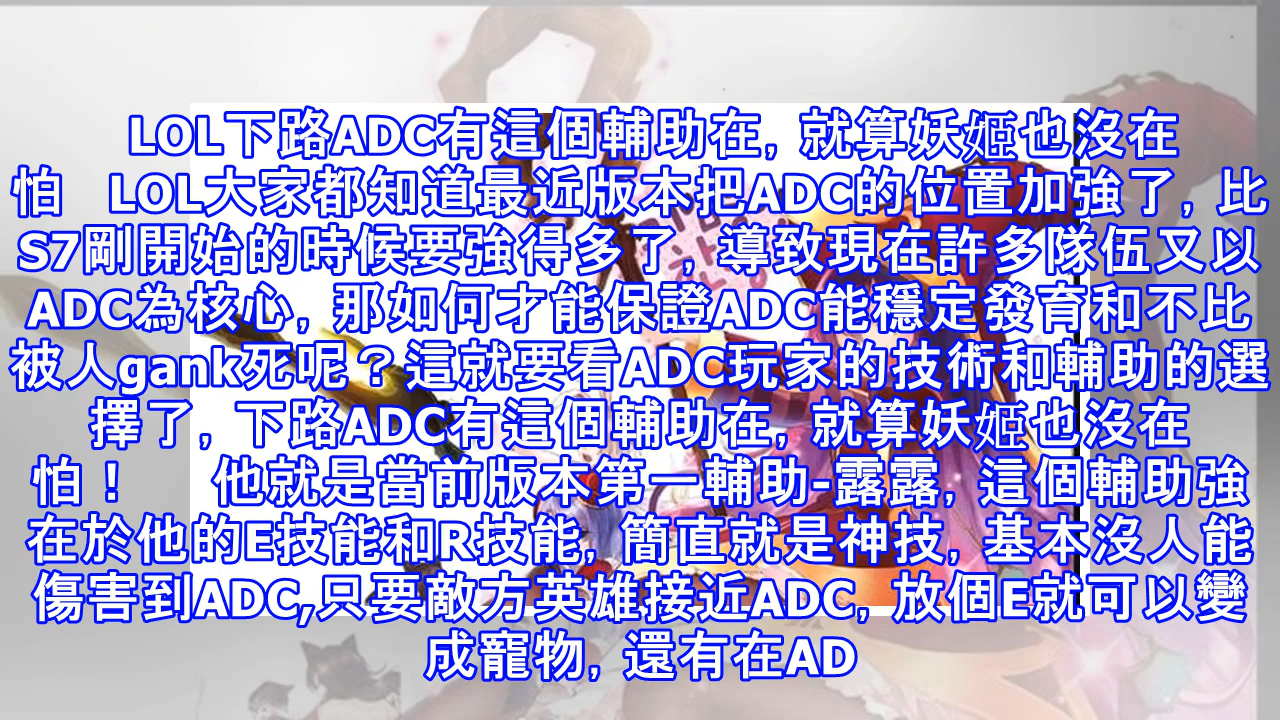 LOL下路ADC有這個輔助在, 就算妖姬也沒在
怕 LOL大家都知道最近版本把ADC的位置加強了, 比
S7剛開始的時候要強得多了, 導致現在許多隊伍又以
ADC為核心, 那如何才能保證ADC能穩定發育和不比
被人gank死呢？這就要看ADC玩家的技術和輔助的選
擇了, 下路ADC有這個輔助在, 就算妖姬也沒在
怕！ 他就是當前版本第一輔助-露露, 這個輔助強
在於他的E技能和R技能, 簡直就是神技, 基本沒人能
傷害到ADC,只要敵方英雄接近ADC, 放個E就可以變
成寵物, 還有在AD